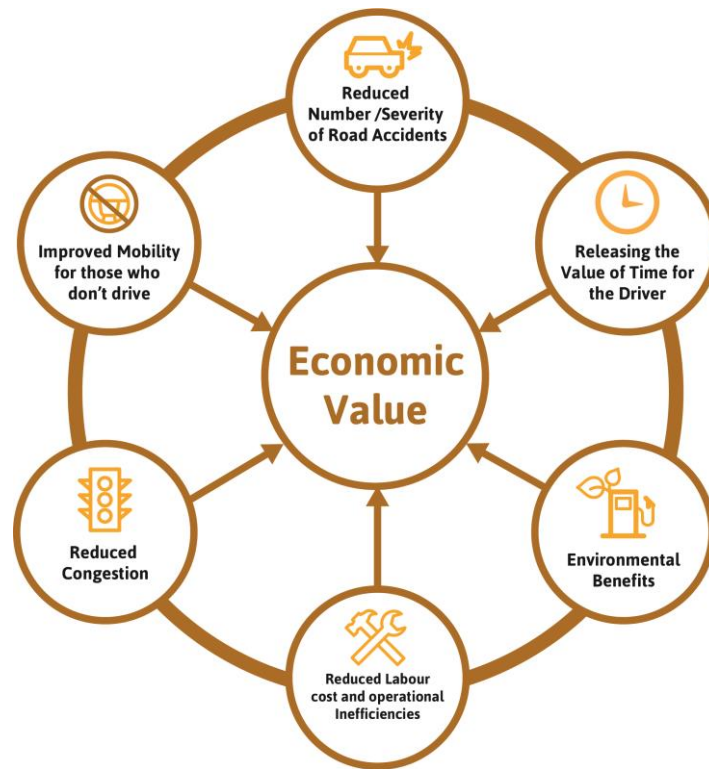 Reduced
Number /Severity
of Road Accidents
Improved Mobility
for those who
don't drive
Releasing the
Value of Time for
the Driver
Economic
Value
Reduced
Congestion
Environmental
Benefits
Reduced Labour
cost and operational
Inefficiencies